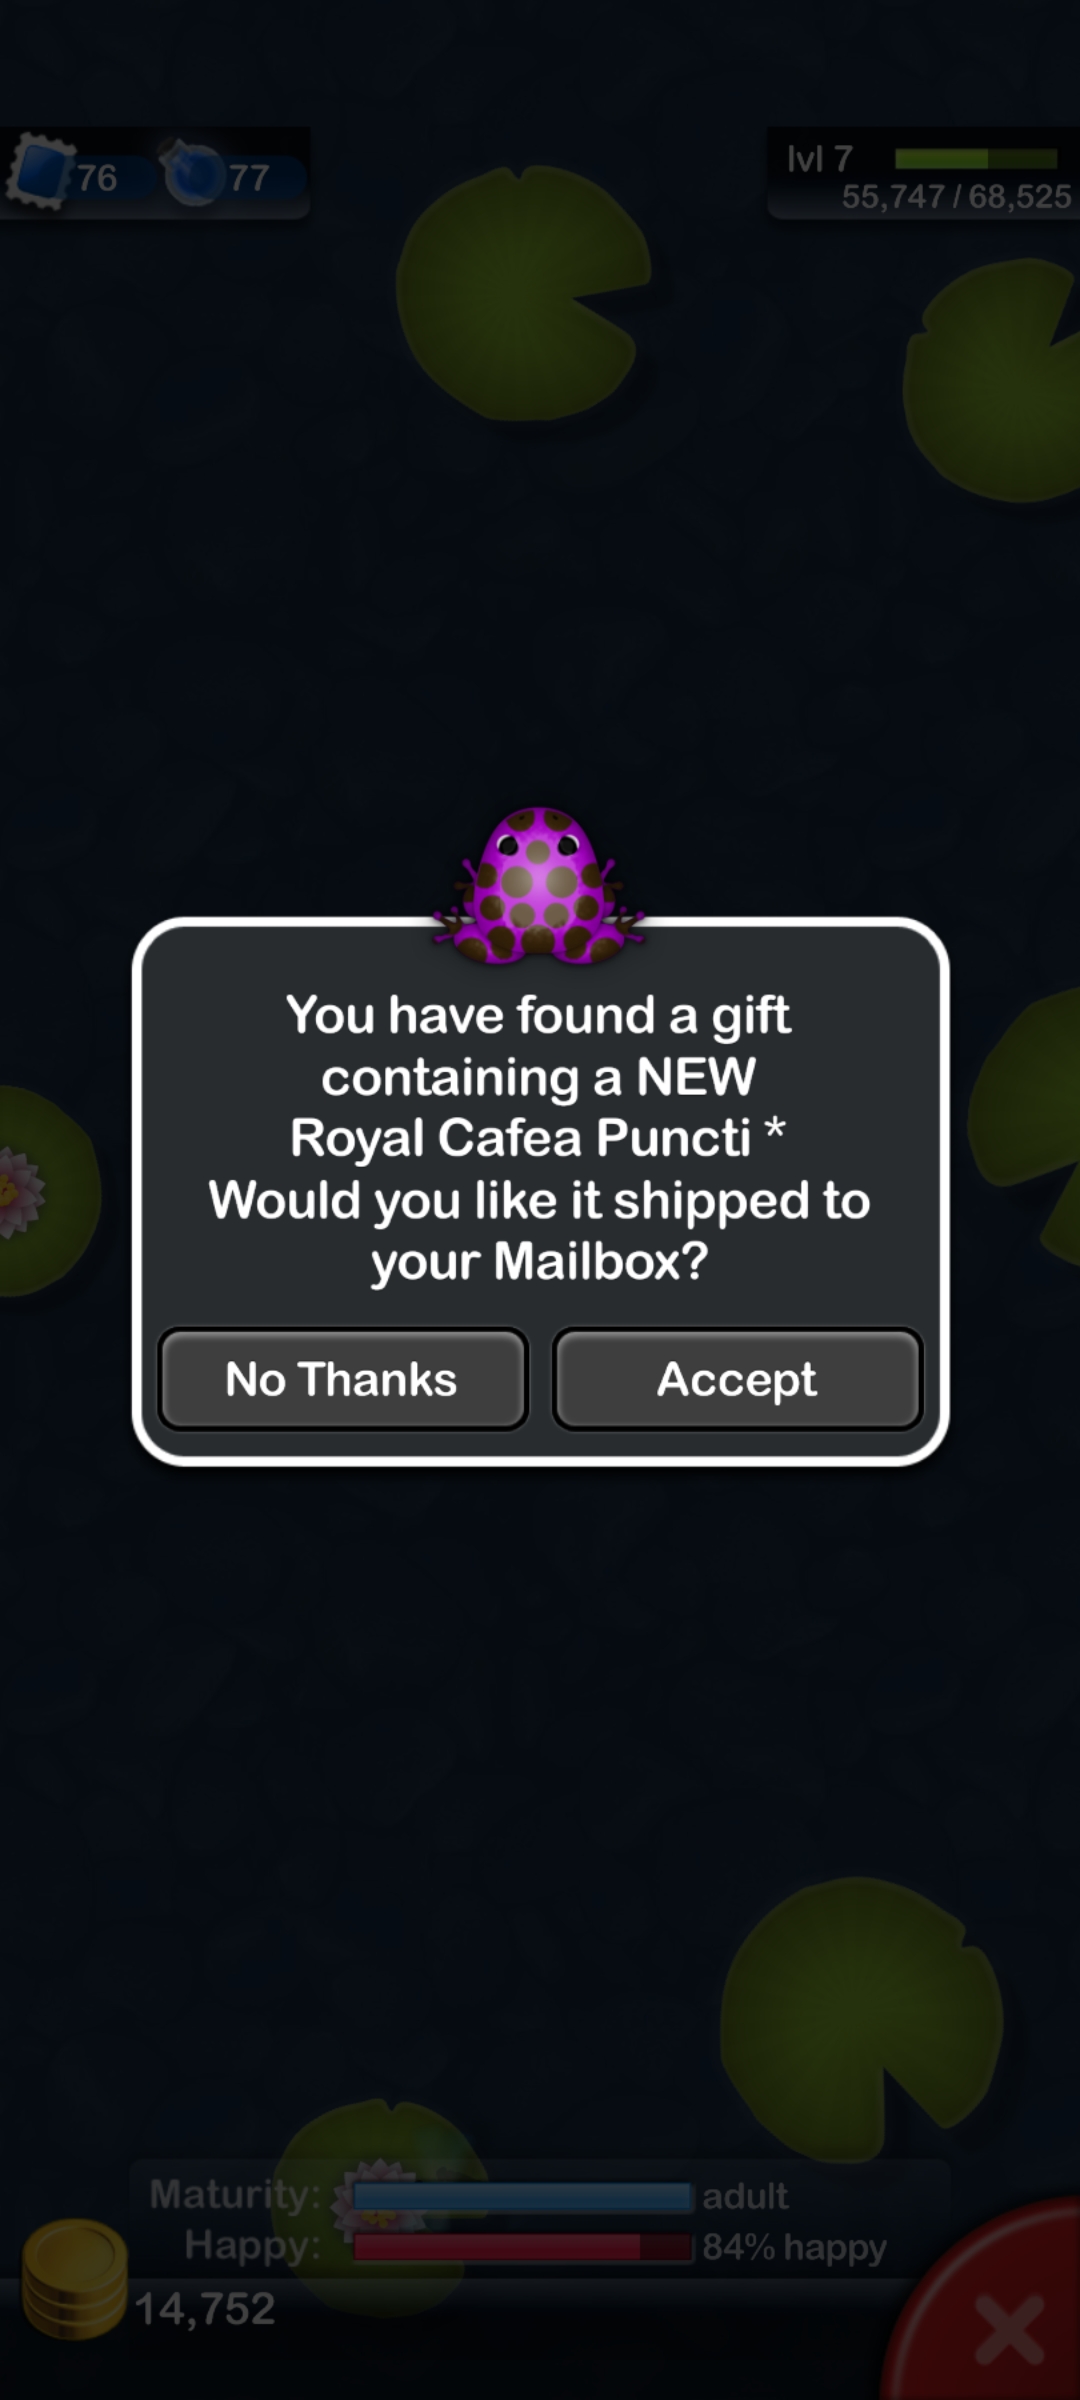 76 77
lvl 7
55,747 / 68,525
You have found a gift
containing a NEW
Royal Cafea Puncti *
Would you like it shipped to
your Mailbox?
No Thanks Accept
Maturity: adult
Happy: 84% happy
14,752